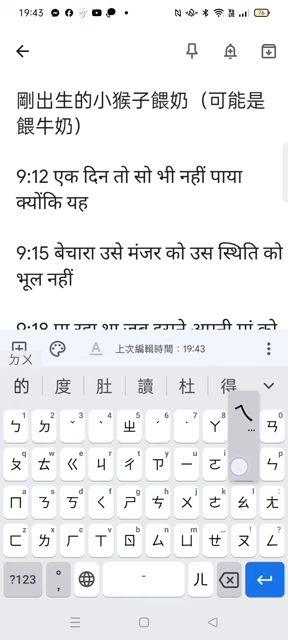 19:43
76
剛出生的小猴子餵奶（可能是
餵牛奶）
9:12 एक दिन तो सो भी नहीं पाया
क्योंकि यह
9:15 बेचारा उसे मंजर को उस स्थिति को
भूल नहीं
上次編輯時間：19:43
ㄉㄨ
的 度 肚 讀 杜 得
ㄅ ㄉ ˇ ˋ ㄓ ˊ ˙ ㄚ ㄟ ㄢ
ㄆ ㄊ ㄍ ㄐ ㄔ ㄗ ㄧ ㄛ ㄣ
ㄇ ㄋ ㄎ ㄑ ㄕ ㄘ ㄨ ㄜ ㄠ ㄤ
ㄈ ㄌ ㄏ ㄒ ㄖ ㄙ ㄩ ㄝ ㄡ ㄥ
?123 ° , - ㄦ